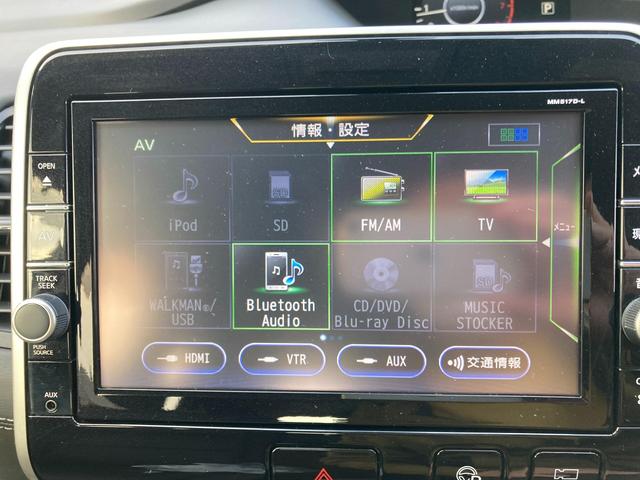 1
7
P
MM517D-L
OPEN
AV
情報・設定
iPod
SD
FM/AM
TV
メニュー
WALKMAN®/
USB
Bluetooth
Audio
CD/DVD/
Blu-ray Disc
MUSIC
STOCKER
HDMI
VTR
AUX
交通情報
AV
TRACK
SEEK
PUSH
SOURCE
AUX